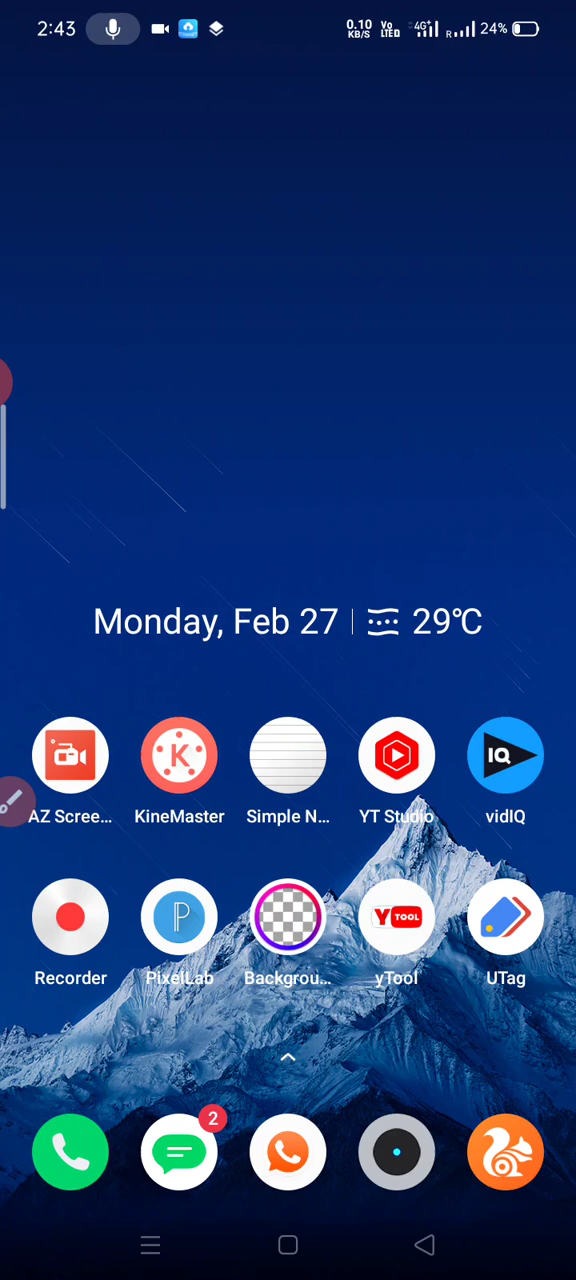 2:43 0.10 KB/S Vo LTE 4G+ R 24%
Monday, Feb 27 29℃
AZ Scree... KineMaster Simple N... YT Studio vidIQ
Recorder PixelLab Backgrou... yTool UTag
2
K
IQ
P
Y TOOL